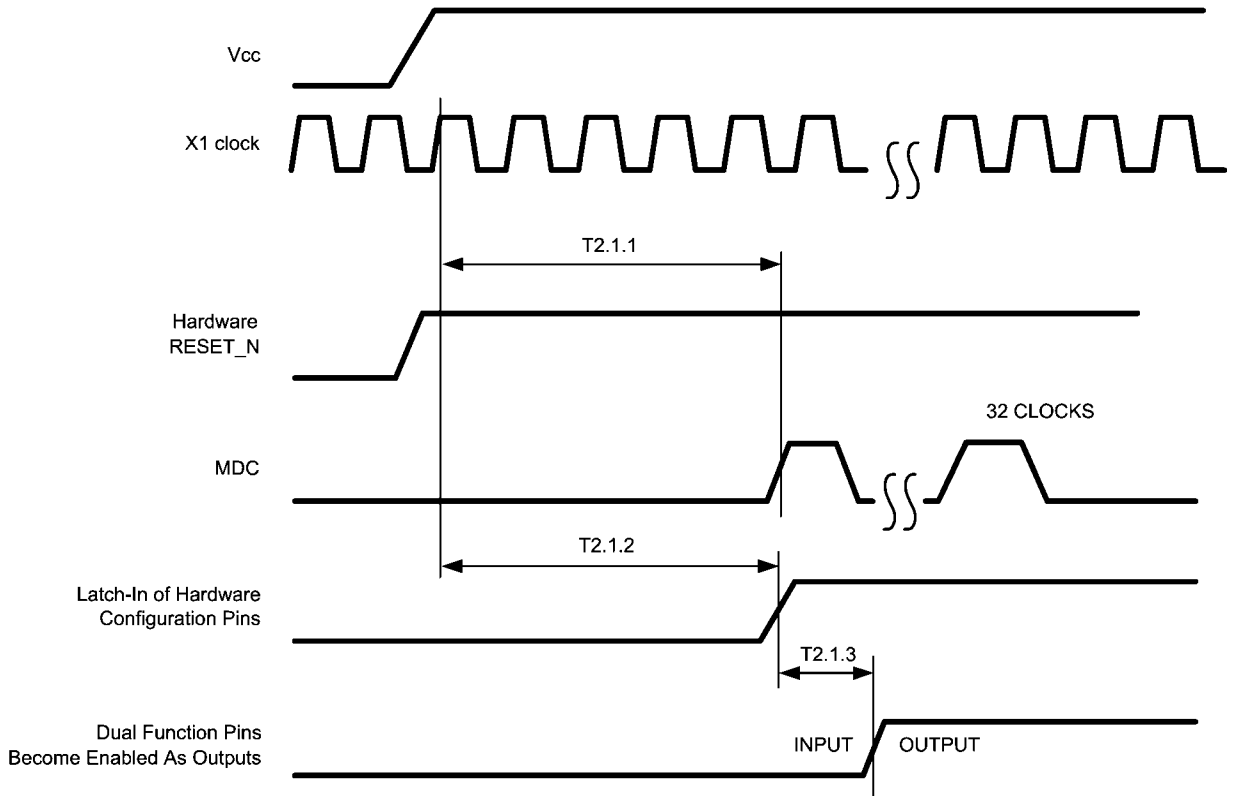 Vcc
X1 clock
T2.1.1
Hardware
RESET_N
32 CLOCKS
MDC
T2.1.2
Latch-In of Hardware
Configuration Pins
T2.1.3
Dual Function Pins
Become Enabled As Outputs
INPUT
OUTPUT